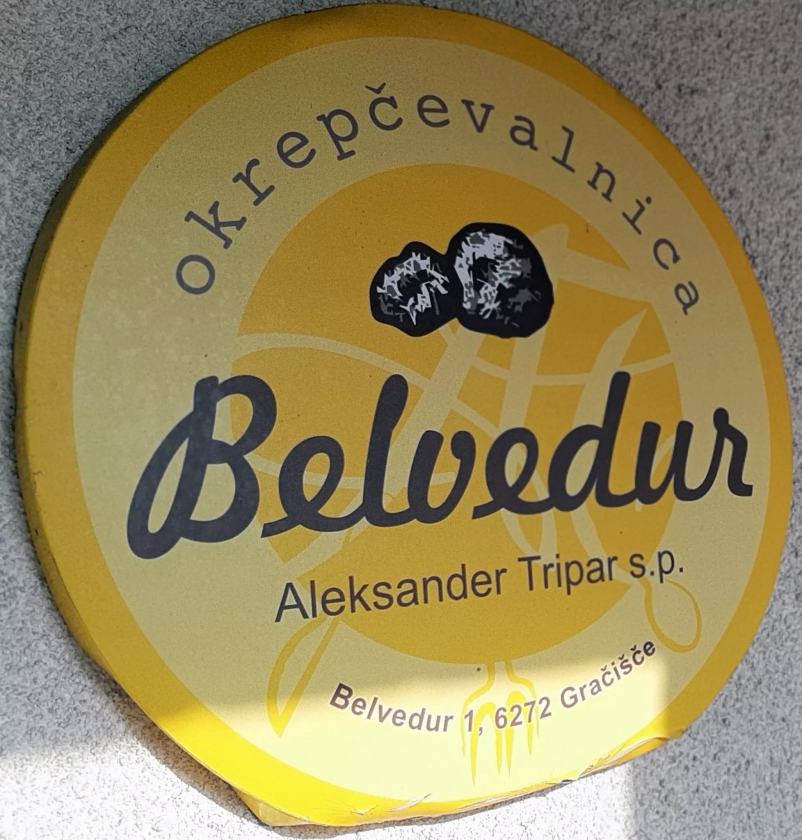 okrepčevalnica
Belvedur
Aleksander Tripar s.p.
Belvedur 1, 6272 Gračišče